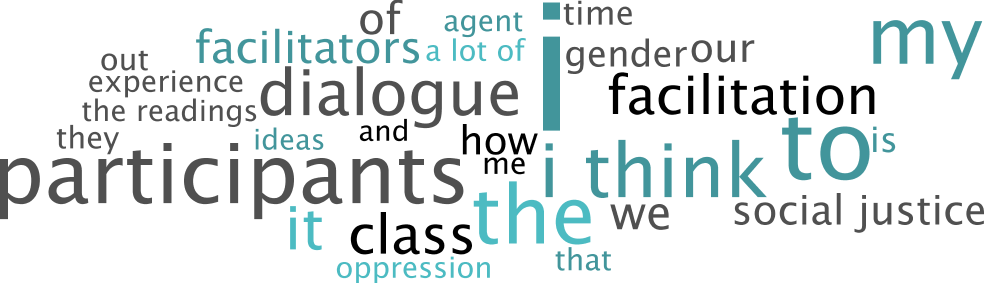 of
agent
i
time
my
facilitators
a lot of
gender
our
out
experience
dialogue
facilitation
the readings
they
ideas
and
how
to
is
participants
me
i think
it
class
the
we
social justice
oppression
that